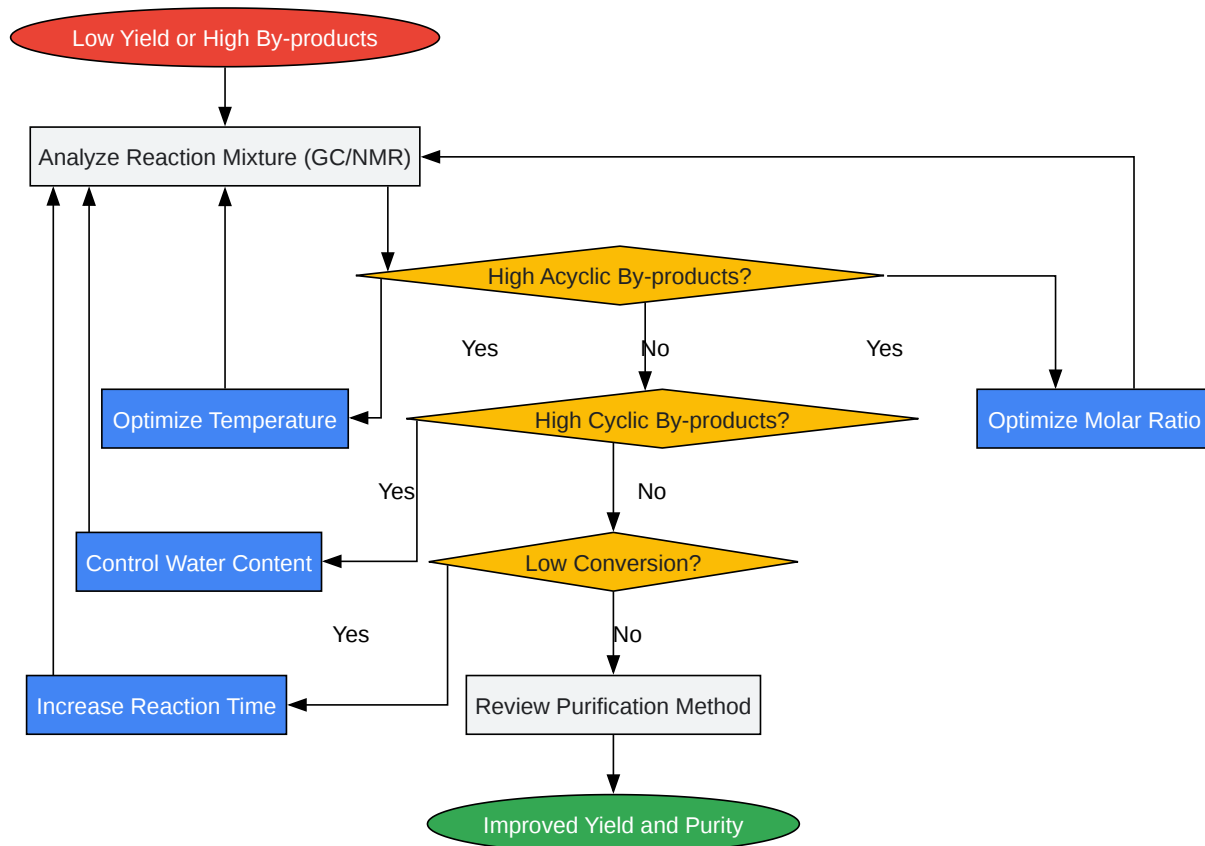 Low Yield or High By-products
Analyze Reaction Mixture (GC/NMR)
High Acyclic By-products?
Yes
No
Yes
Optimize Temperature
High Cyclic By-products?
Optimize Molar Ratio
Yes
No
Control Water Content
Low Conversion?
Yes
No
Increase Reaction Time
Review Purification Method
Improved Yield and Purity